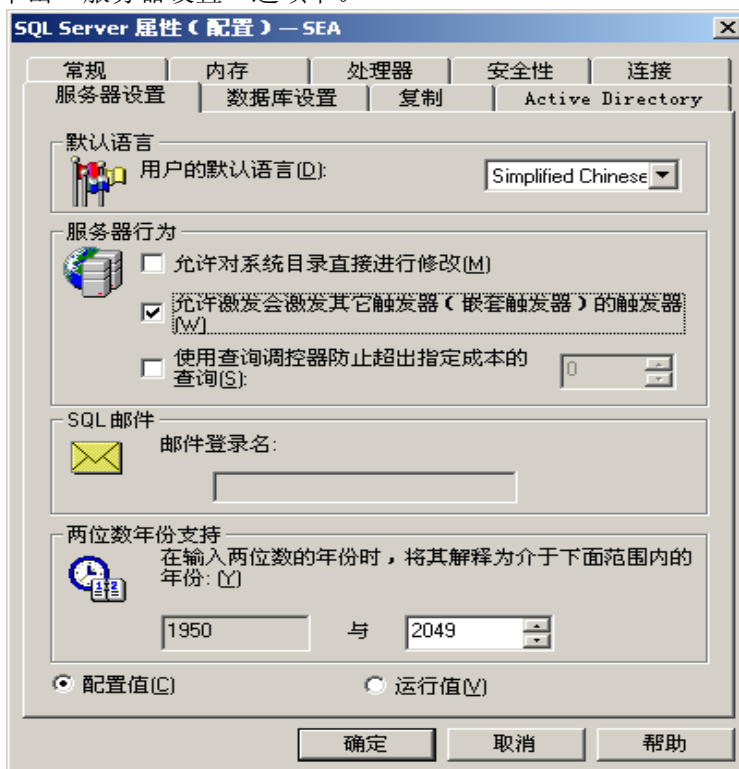 单击“服务器设置”选项卡。
SQL Server 属性（配置）— SEA
常规 内存 处理器 安全性 连接
服务器设置 数据库设置 复制 Active Directory
默认语言
用户的默认语言(D): Simplified Chinese
服务器行为
允许对系统目录直接进行修改(M)
允许激发会激发其它触发器（嵌套触发器）的触发器
(W)
使用查询调控器防止超出指定成本的
查询(S): 0
SQL 邮件
邮件登录名:
两位数年份支持
在输入两位数的年份时，将其解释为介于下面范围内的
年份: (Y)
1950 与 2049
配置值(C) 运行值(V)
确定 取消 帮助